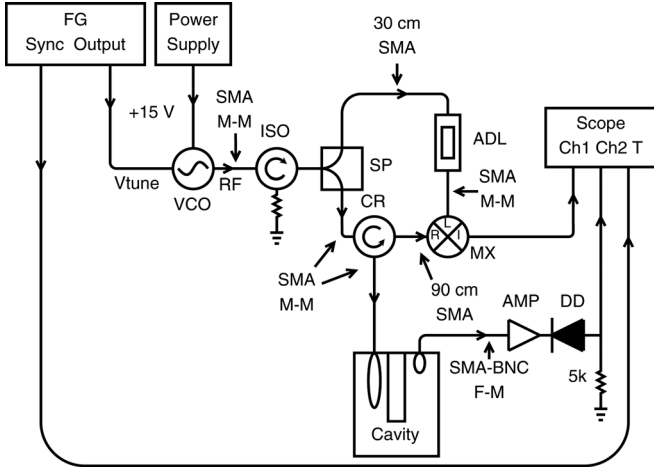 FG
Sync Output
Power
Supply
30 cm
SMA
+15 V
SMA
M-M
ISO
Scope
Ch1 Ch2 T
ADL
SP
Vtune
VCO
RF
SMA
M-M
CR
L
R
I
MX
SMA
M-M
90 cm
SMA
AMP
DD
SMA-BNC
F-M
5k
Cavity